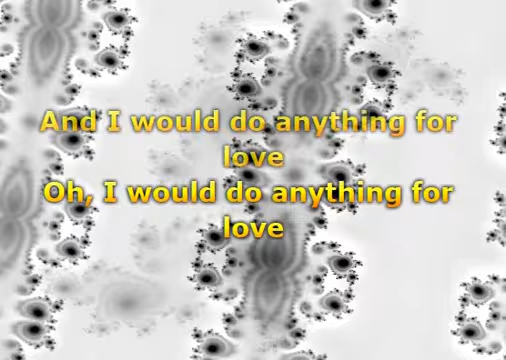 And I would do anything for
love
Oh, I would do anything for
love